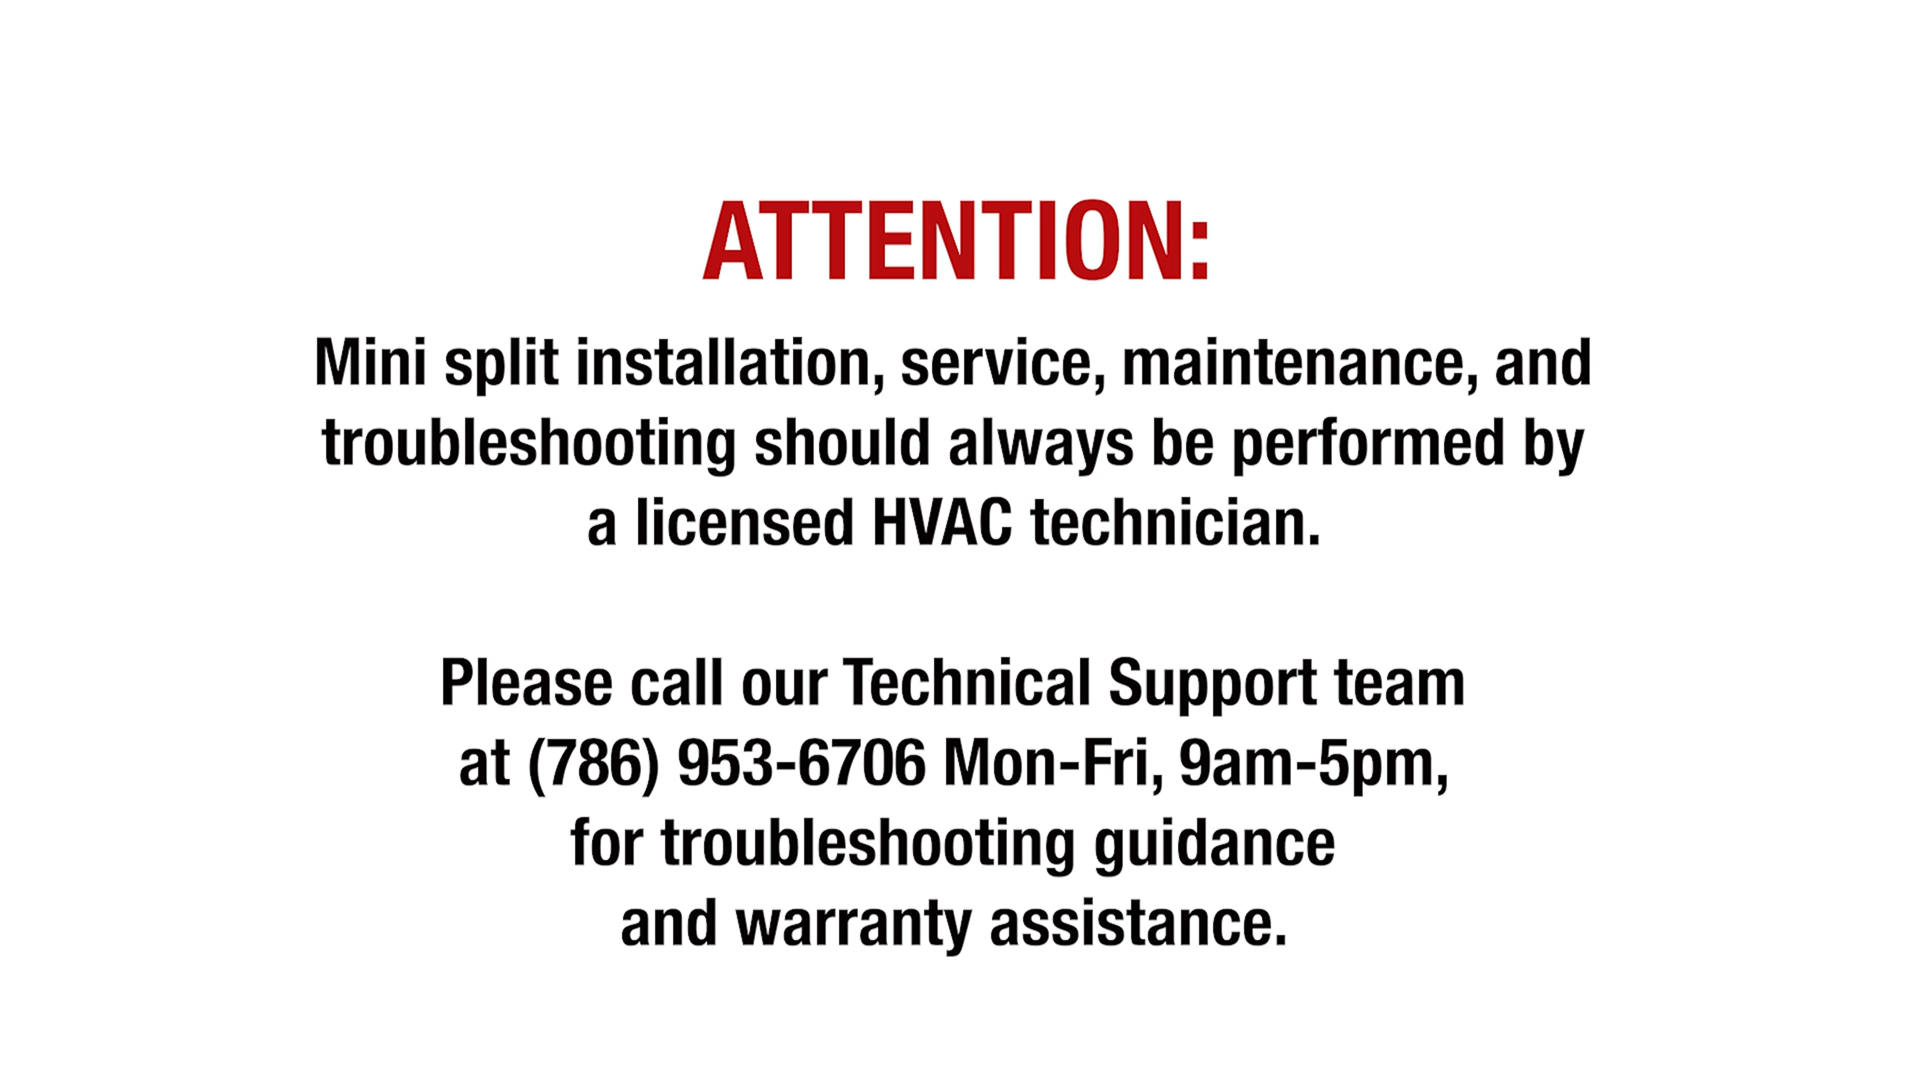 ATTENTION:
Mini split installation, service, maintenance, and
troubleshooting should always be performed by
a licensed HVAC technician.
Please call our Technical Support team
at (786) 953-6706 Mon-Fri, 9am-5pm,
for troubleshooting guidance
and warranty assistance.